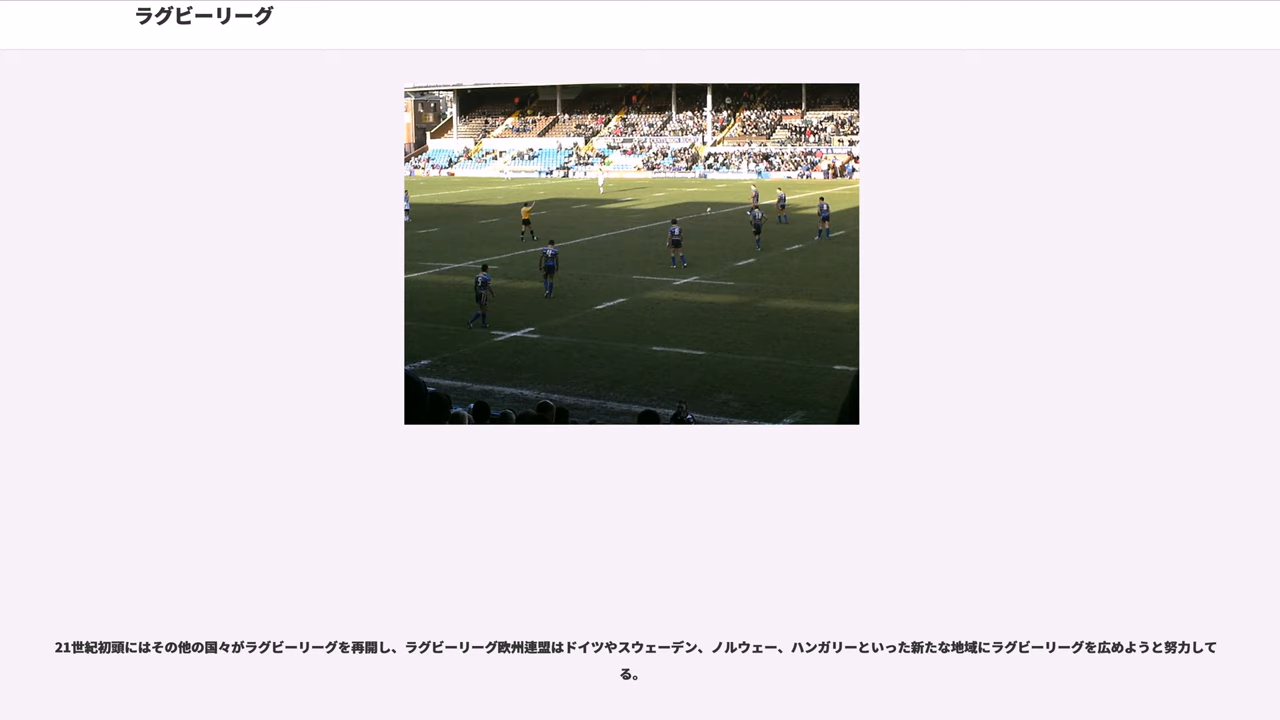 ラグビーリーグ
21世紀初頭にはその他の国々がラグビーリーグを再開し、ラグビーリーグ欧州連盟はドイツやスウェーデン、ノルウェー、ハンガリーといった新たな地域にラグビーリーグを広めようと努力して
る。